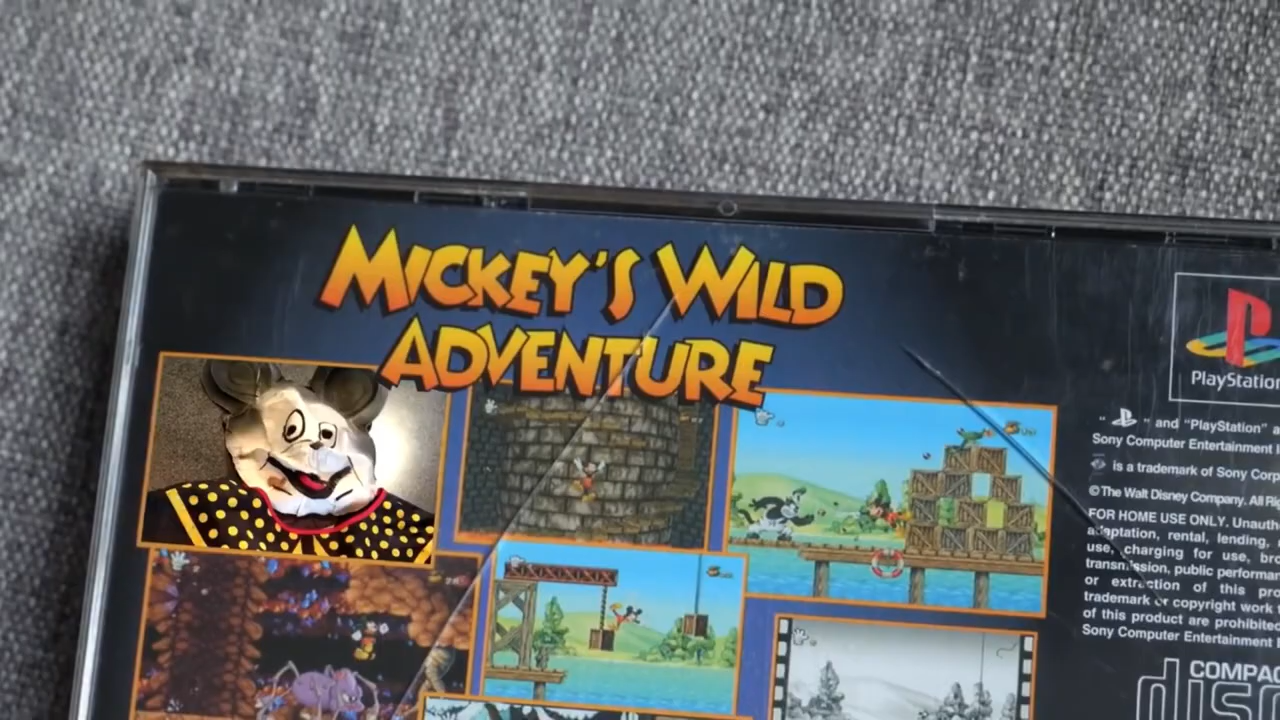 MICKEY'S WILD
ADVENTURE
PlayStation
" " and "PlayStation" a
Sony Computer Entertainment I
is a trademark of Sony Corp
©The Walt Disney Company. All Ri
FOR HOME USE ONLY. Unauth
adaptation, rental, lending,
use, charging for use, bro
transmission, public performan
or extraction of this pro
trademark or copyright work
of this product are prohibited
Sony Computer Entertainment
COMPAC
disc